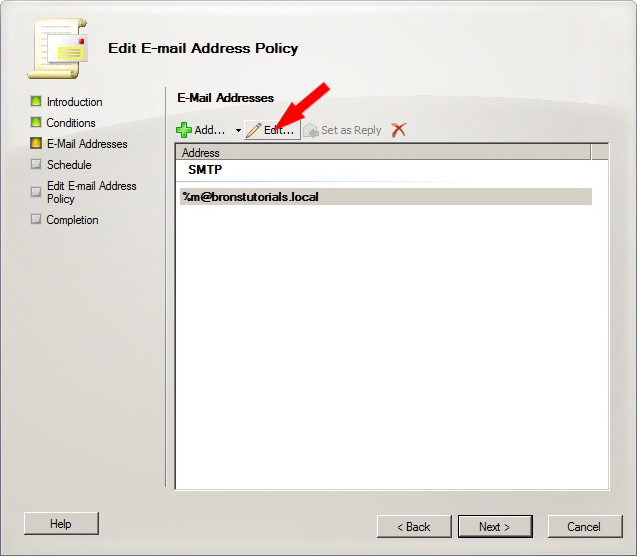 Edit E-mail Address Policy
Introduction
Conditions
E-Mail Addresses
Schedule
Edit E-mail Address
Policy
Completion
E-Mail Addresses
Add...
Edit...
Set as Reply
Address
SMTP
%m@bronstutorials.local
Help
< Back
Next >
Cancel